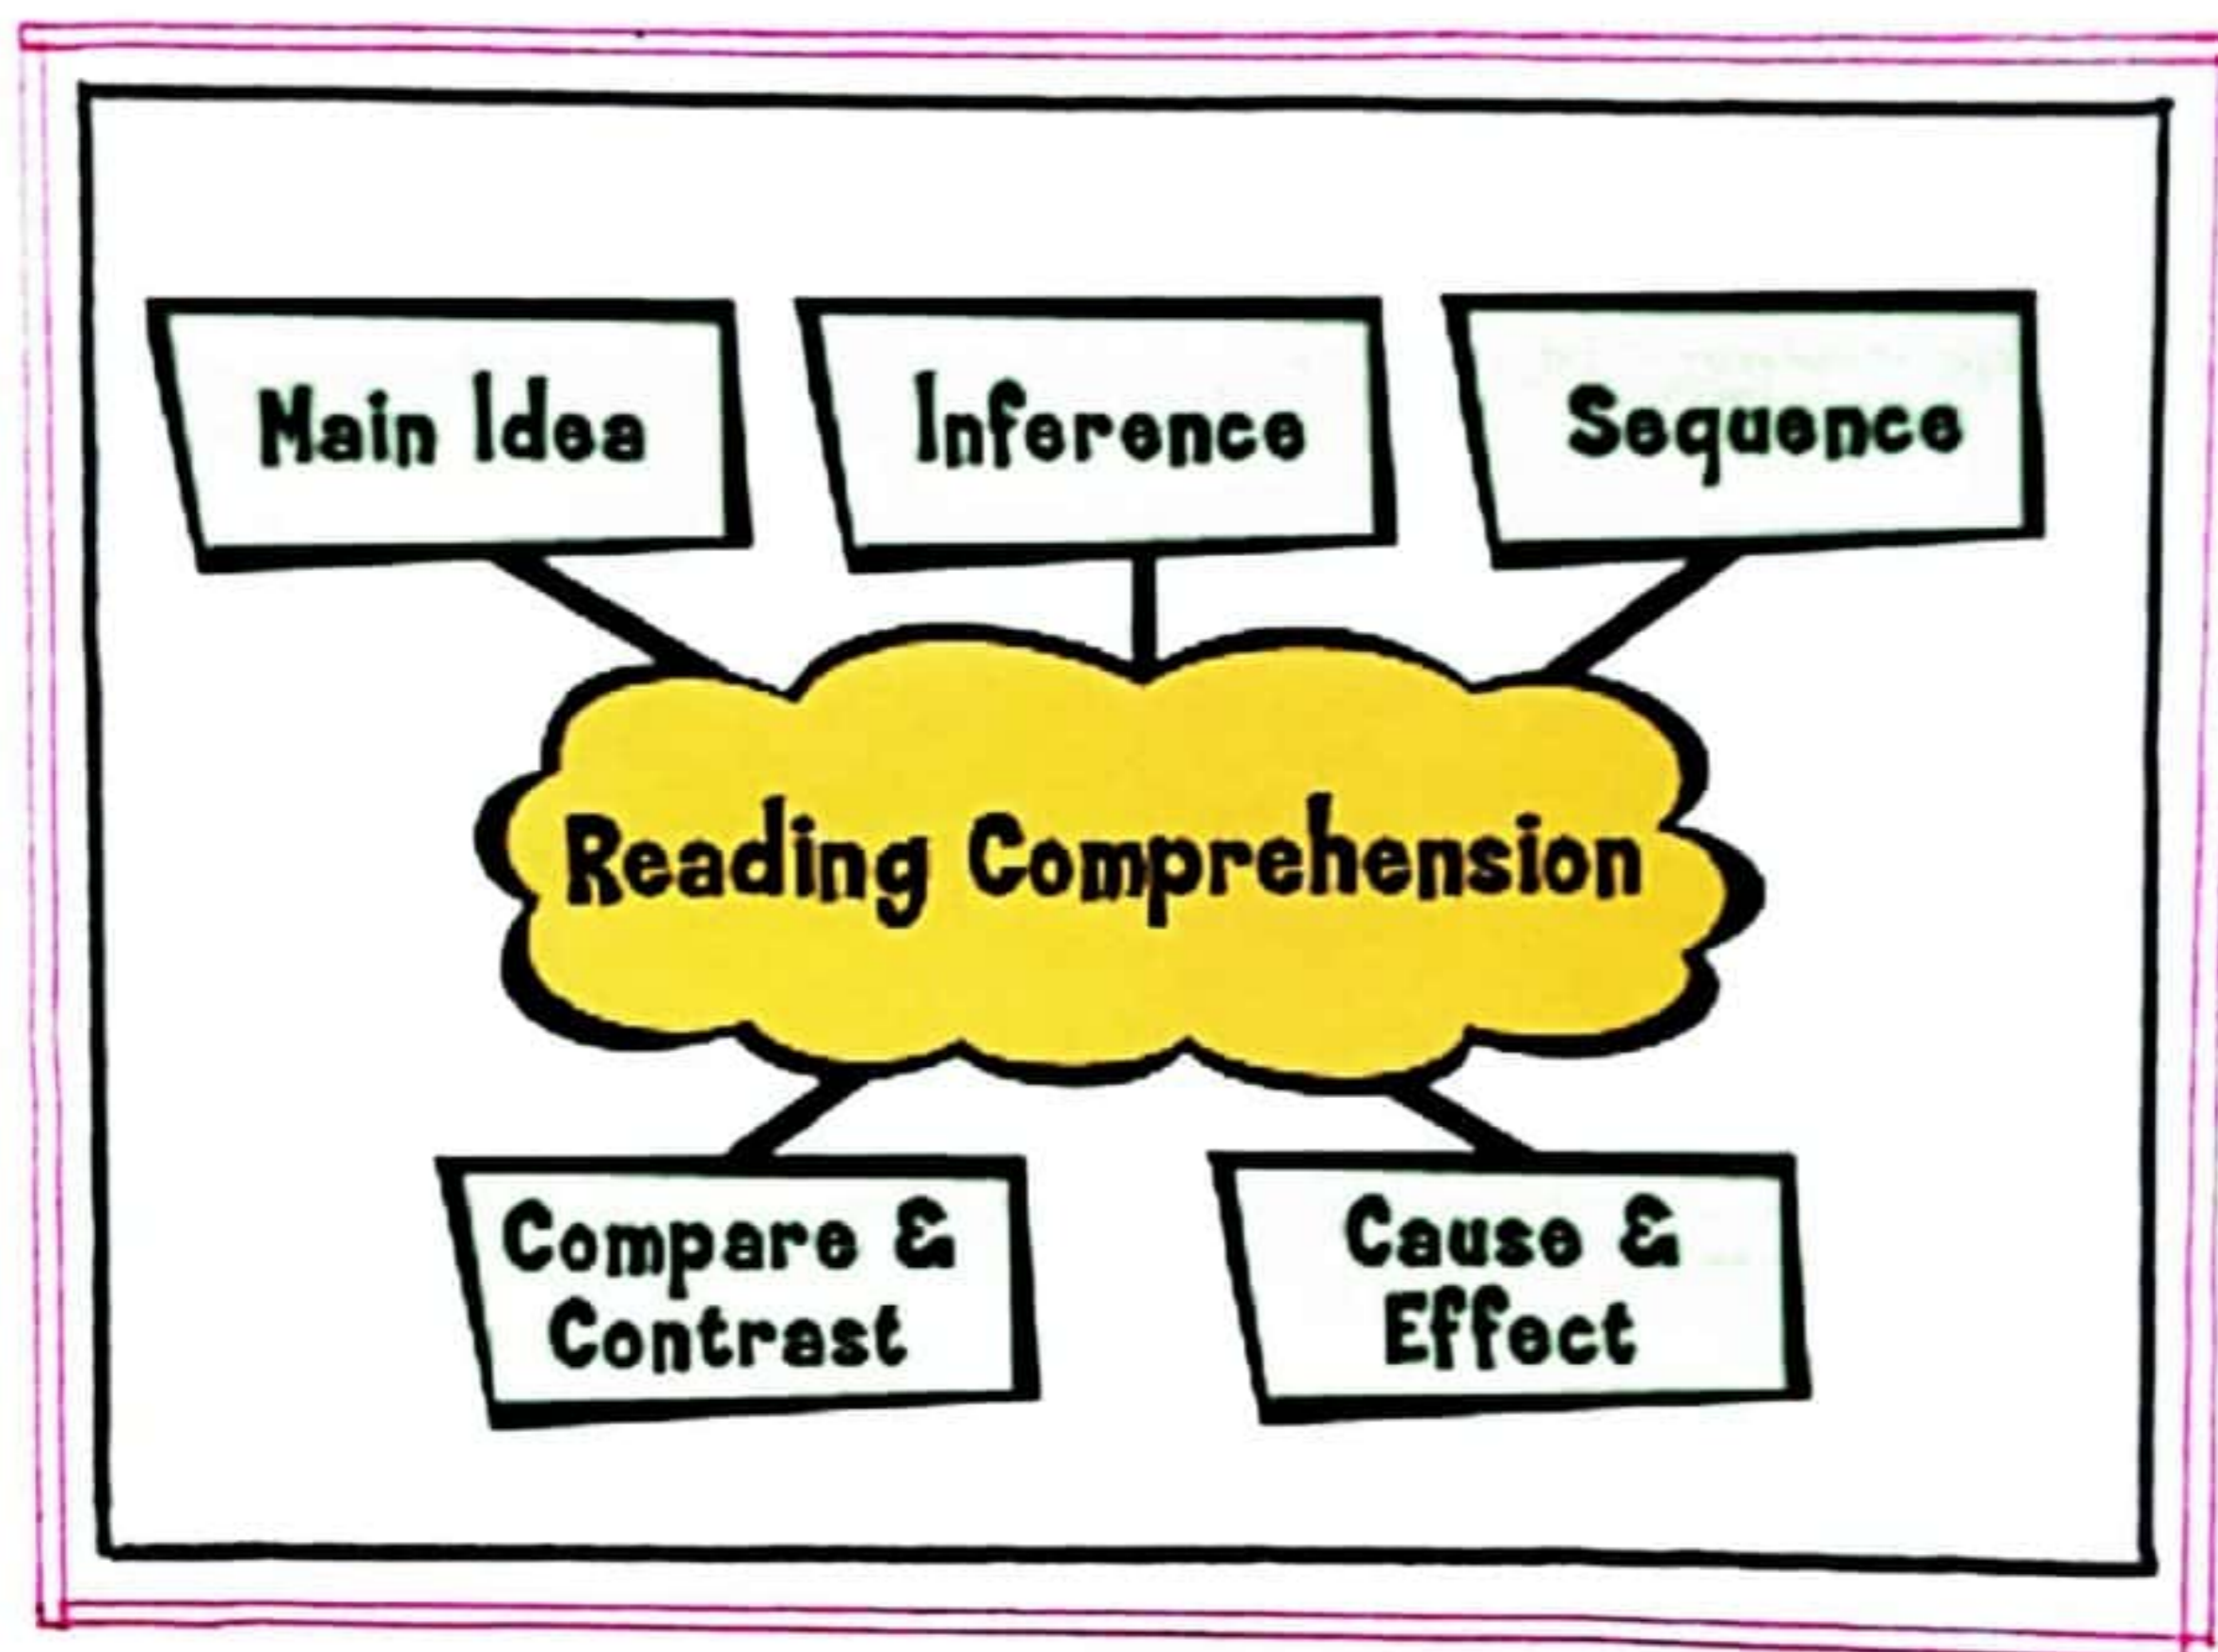 Main Idea
Inference
Sequence
Reading Comprehension
Compare &
Contrast
Cause &
Effect